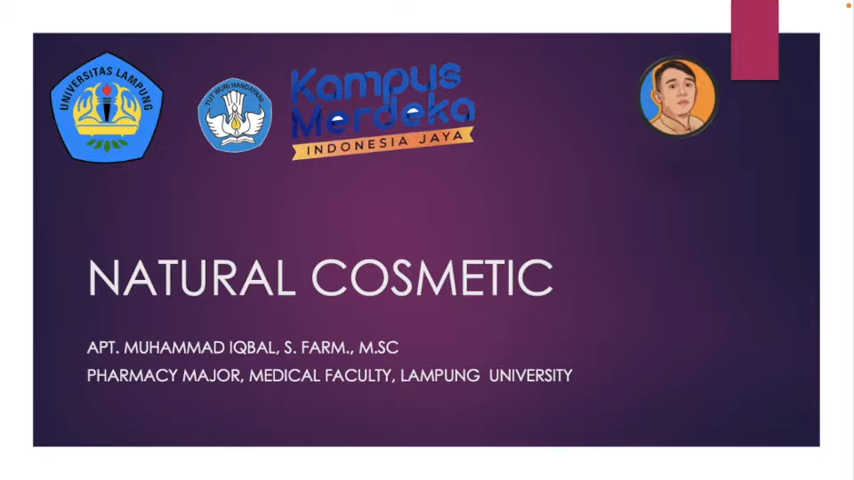 UNIVERSITAS LAMPUNG
TUT WURI HANDAYANI
Kampus
Merdeka
INDONESIA JAYA
NATURAL COSMETIC
APT. MUHAMMAD IQBAL, S. FARM., M.SC
PHARMACY MAJOR, MEDICAL FACULTY, LAMPUNG UNIVERSITY